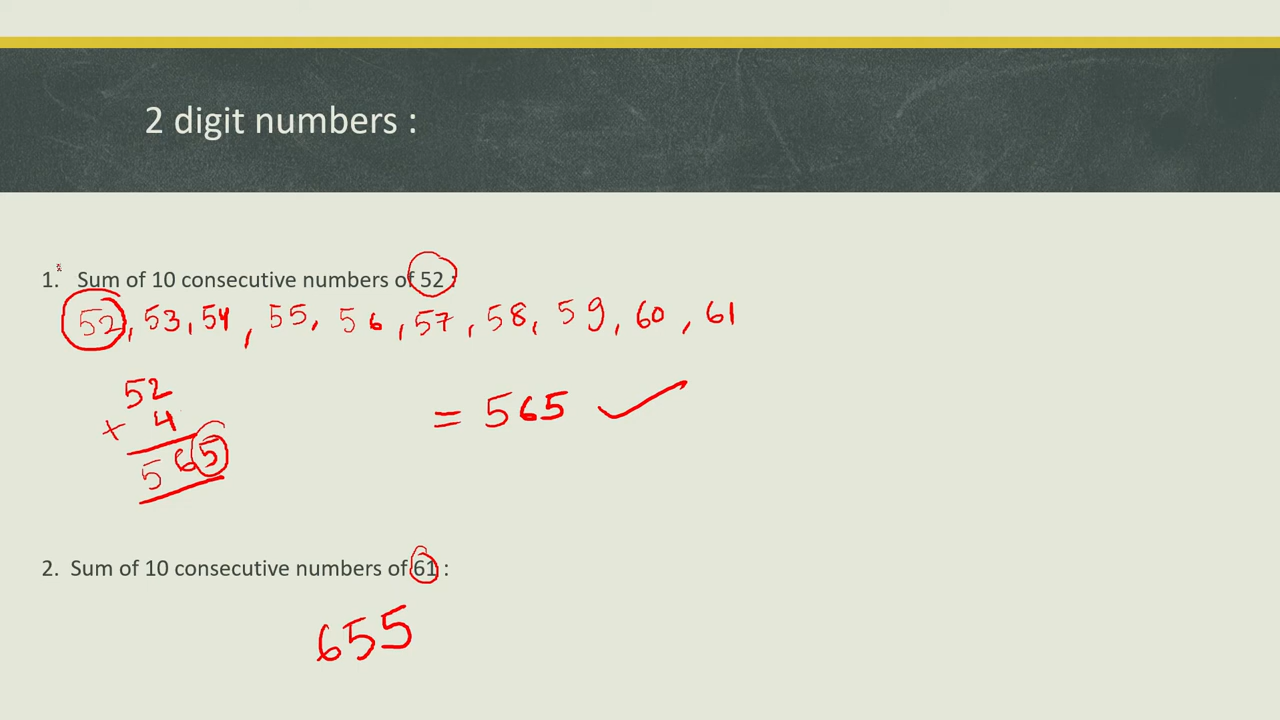 2 digit numbers :
1. Sum of 10 consecutive numbers of 52 :
52, 53, 54, 55, 56, 57, 58, 59, 60, 61
52
+ 4
565
= 565 ✓
2. Sum of 10 consecutive numbers of 61 :
655